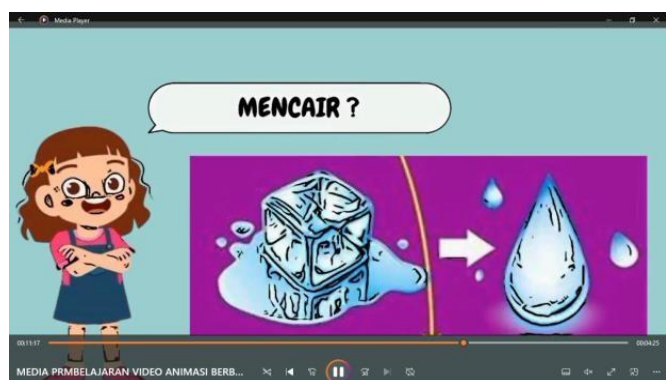 Media Player
MENCAIR ?
00:11:17
00:04:25
MEDIA PRMBELAJARAN VIDEO ANIMASI BERB...